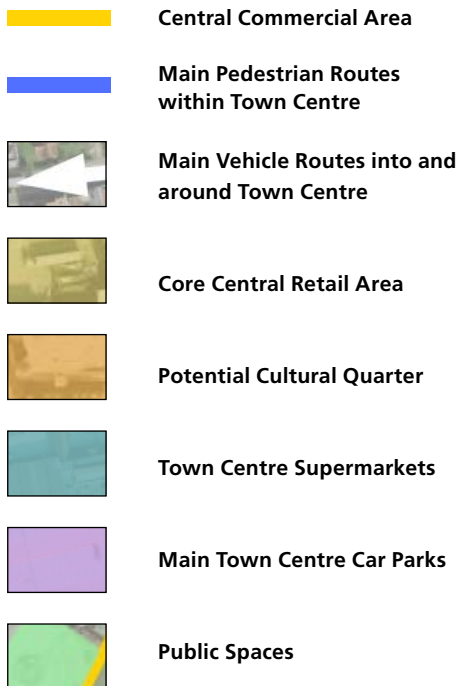 Central Commercial Area
Main Pedestrian Routes
within Town Centre
Main Vehicle Routes into and
around Town Centre
Core Central Retail Area
Potential Cultural Quarter
Town Centre Supermarkets
Main Town Centre Car Parks
Public Spaces